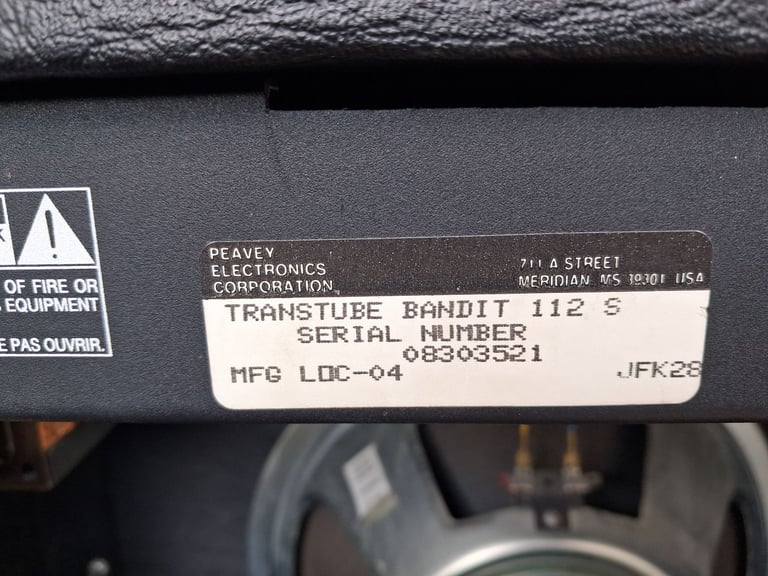 K
OF FIRE OR
EQUIPMENT
E PAS OUVRIR.
PEAVEY
ELECTRONICS
CORPORATION
711 A STREET
MERIDIAN, MS 39301 USA
TRANSTUBE BANDIT 112 S
SERIAL NUMBER
08303521
MFG LOC-04 JFK28